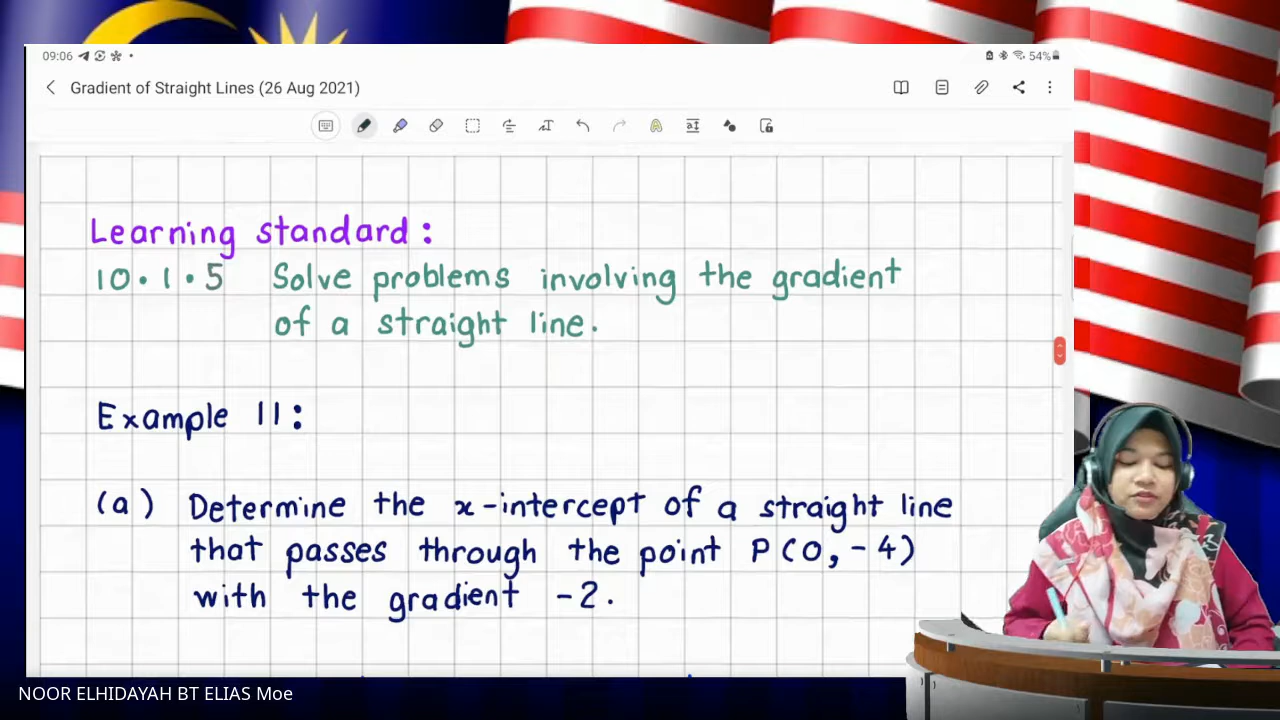 09:06
54%
Gradient of Straight Lines (26 Aug 2021)
Learning standard:
10.1.5 Solve problems involving the gradient
of a straight line.
Example 11:
(a) Determine the x-intercept of a straight line
that passes through the point P(0, -4)
with the gradient -2.
NOOR ELHIDAYAH BT ELIAS Moe